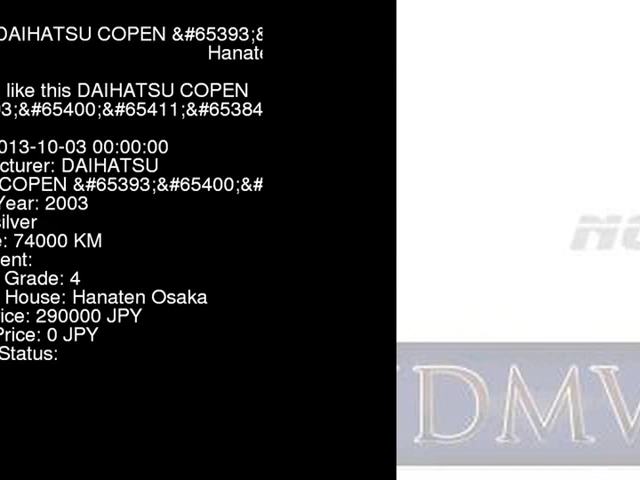 DAIHATSU COPEN &#65393;&
Hanate
like this DAIHATSU COPEN
3;&#65400;&#65411;&#65384
013-10-03 00:00:00
cturer: DAIHATSU
COPEN &#65393;&#65400;&#
Year: 2003
silver
e: 74000 KM
ent:
Grade: 4
House: Hanaten Osaka
ice: 290000 JPY
Price: 0 JPY
Status:
DMV